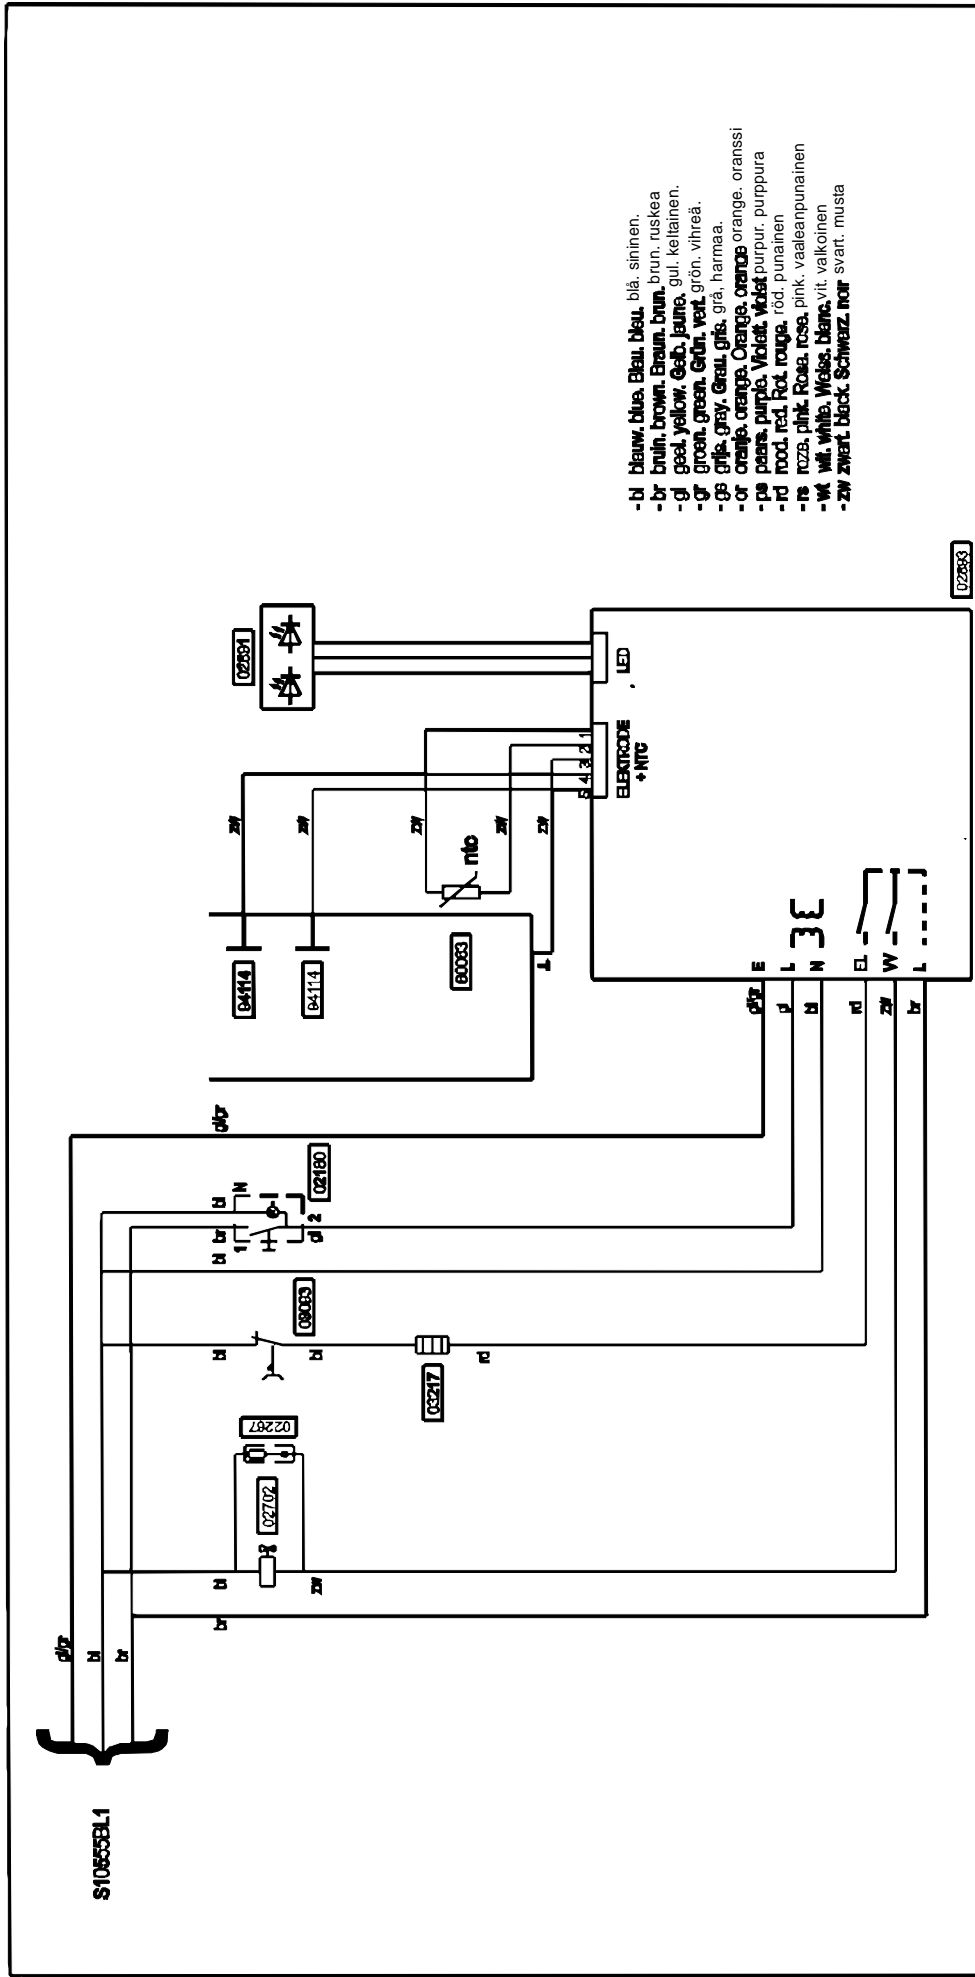 S10555BL1
gl/gr
bl
br
br
bl
zw
02702
02267
bl
bl
09083
03217
rd
bl
br
bl
1
N
gl
2
02180
gl/gr
94114
94114
zw
zw
zw
zw
zw
ntc
80083
02691
LED
5 4 3 2 1
ELEKTRODE
+ NTC
E
L
N
EL
W
L
gl/gr
gl
bl
rd
zw
br
02693
- bl blauw. blue. Blau. bleu. blå. sininen.
- br bruin. brown. Braun. brun. brun. ruskea
- gl geel. yellow. Gelb. jaune. gul. keltainen.
- gr groen. green. Grün. vert. grön. vihreä.
- gs grijs. gray. Grau. gris. grå, harmaa.
- or oranje. orange. Orange. orange orange. oranssi
- ps paars. purple. Violett. violet purpur. purppura
- rd rood. red. Rot. rouge. röd. punainen
- rs roze. pink. Rosa. rose. pink. vaaleanpunainen
- wt wit. white. Weiss. blanc. vit. valkoinen
- zw zwart. black. Schwarz. noir svart. musta